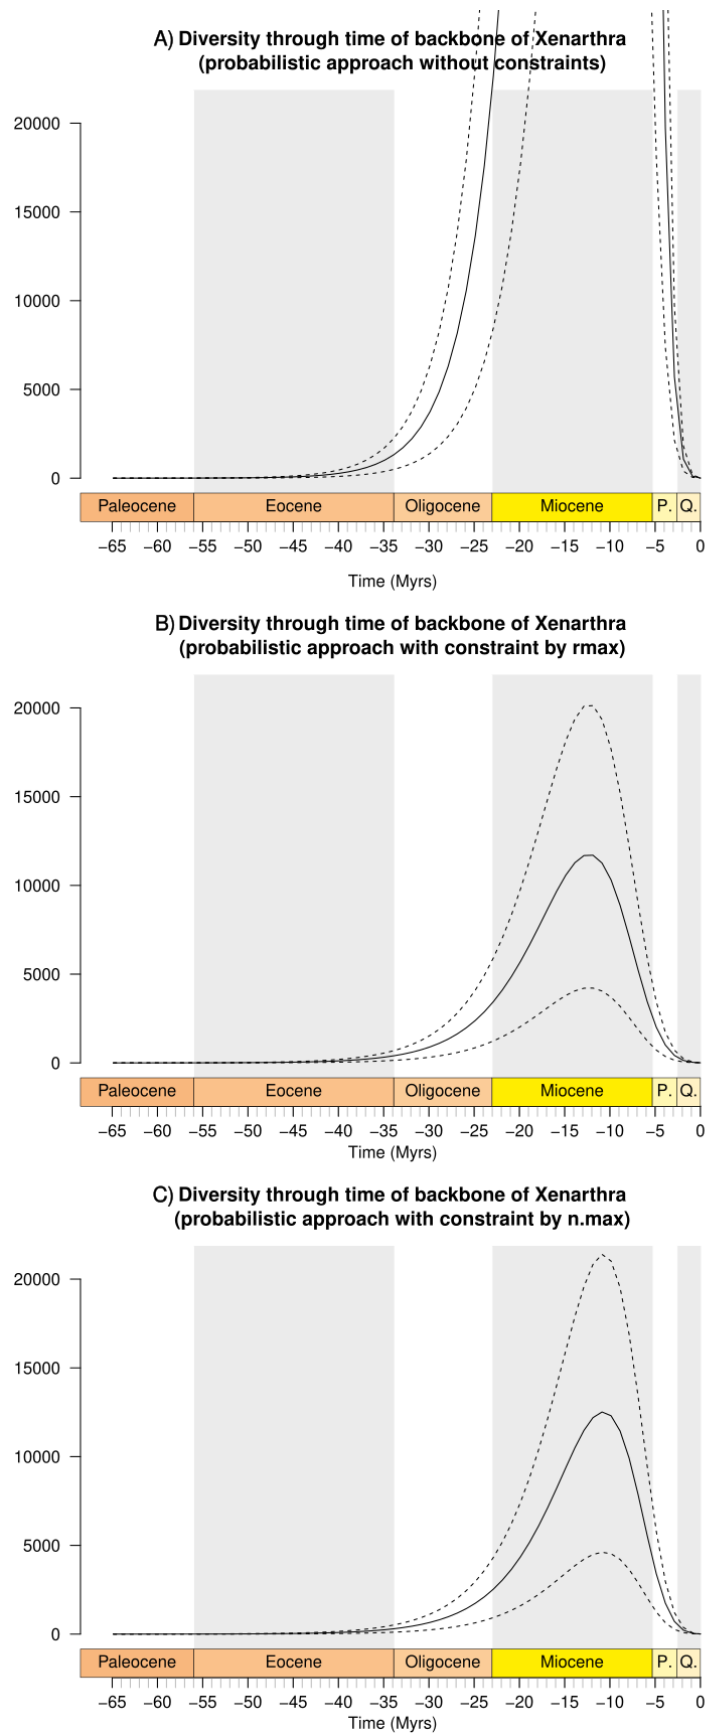 A) Diversity through time of backbone of Xenarthra
(probabilistic approach without constraints)
20000
15000
10000
5000
0
Paleocene Eocene Oligocene Miocene P. Q.
−65 −60 −55 −50 −45 −40 −35 −30 −25 −20 −15 −10 −5 0
Time (Myrs)
B) Diversity through time of backbone of Xenarthra
(probabilistic approach with constraint by rmax)
20000
15000
10000
5000
0
Paleocene Eocene Oligocene Miocene P. Q.
−65 −60 −55 −50 −45 −40 −35 −30 −25 −20 −15 −10 −5 0
Time (Myrs)
C) Diversity through time of backbone of Xenarthra
(probabilistic approach with constraint by n.max)
20000
15000
10000
5000
0
Paleocene Eocene Oligocene Miocene P. Q.
−65 −60 −55 −50 −45 −40 −35 −30 −25 −20 −15 −10 −5 0
Time (Myrs)